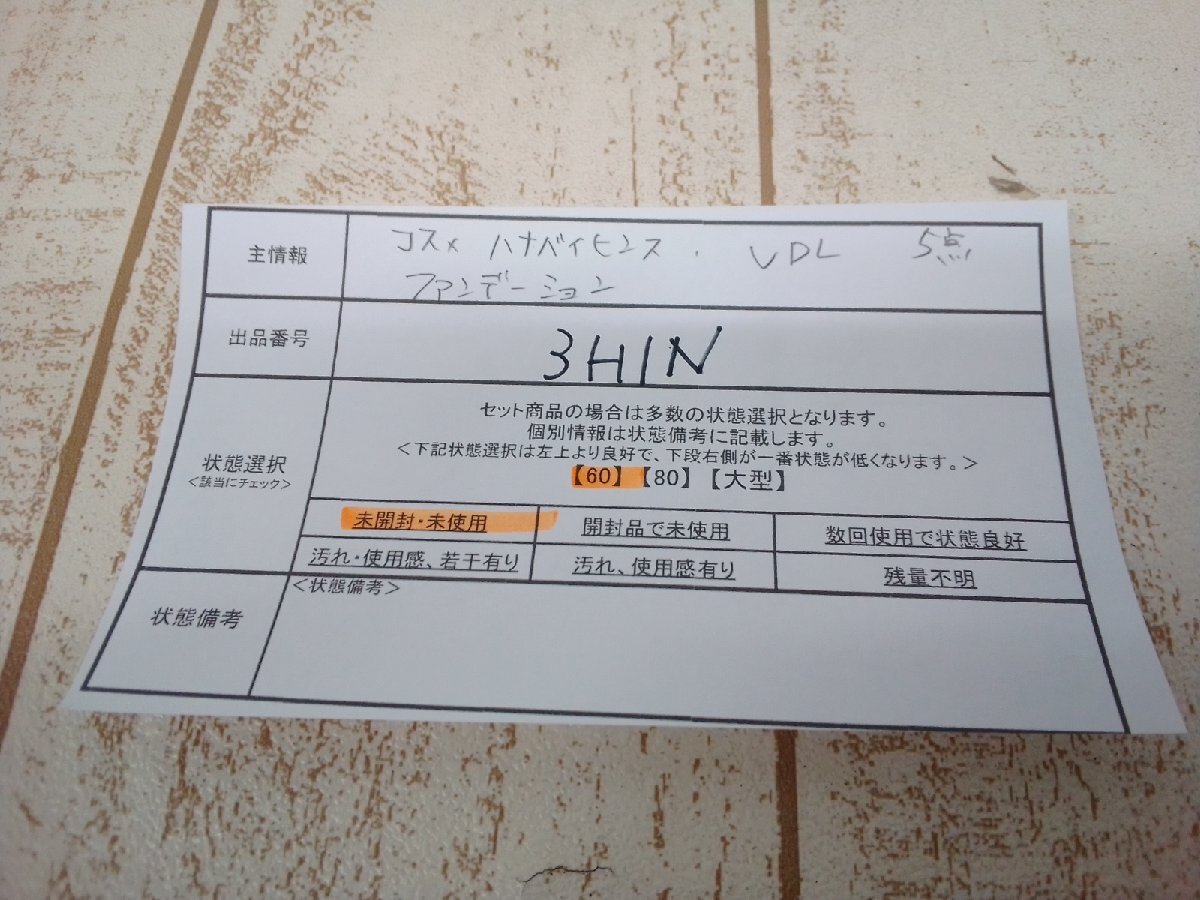 主情報
コスメ ハナバイヒンス . VDL 5点
ファンデーション
出品番号
3H1N
状態選択
<該当にチェック>
セット商品の場合は多数の状態選択となります。
個別情報は状態備考に記載します。
<下記状態選択は左上より良好で、下段右側が一番状態が低くなります。>
【60】【80】【大型】
未開封・未使用
開封品で未使用
数回使用で状態良好
汚れ・使用感、若干有り
汚れ、使用感有り
残量不明
状態備考
<状態備考>